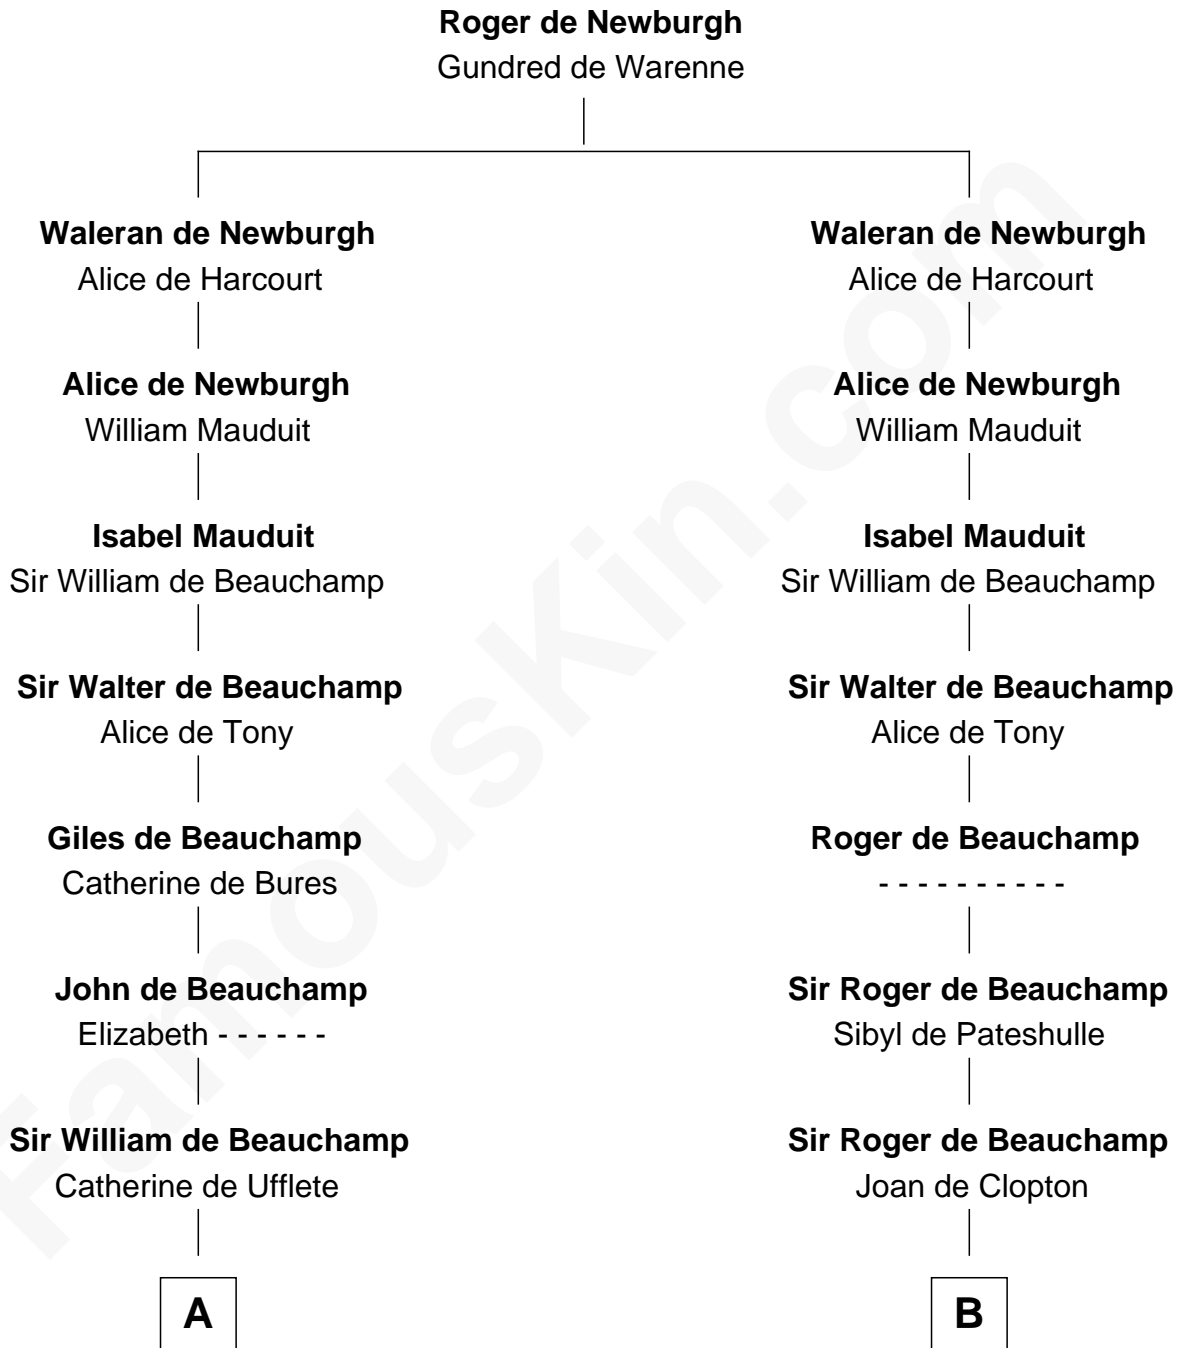 Roger de Newburgh
Gundred de Warenne
Waleran de Newburgh
Alice de Harcourt
Alice de Newburgh
William Mauduit
Isabel Mauduit
Sir William de Beauchamp
Sir Walter de Beauchamp
Alice de Tony
Giles de Beauchamp
Catherine de Bures
John de Beauchamp
Elizabeth - - - - - -
Sir William de Beauchamp
Catherine de Ufflete
A
Waleran de Newburgh
Alice de Harcourt
Alice de Newburgh
William Mauduit
Isabel Mauduit
Sir William de Beauchamp
Sir Walter de Beauchamp
Alice de Tony
Roger de Beauchamp
- - - - - - - - - -
Sir Roger de Beauchamp
Sibyl de Pateshulle
Sir Roger de Beauchamp
Joan de Clopton
B
FamousKin.com